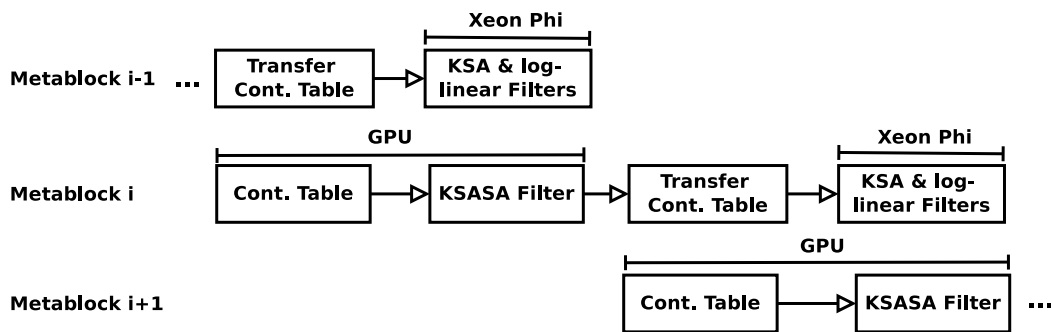 Xeon Phi
Metablock i-1 ... Transfer Cont. Table KSA & log-linear Filters
GPU
Xeon Phi
Metablock i Cont. Table KSASA Filter Transfer Cont. Table KSA & log-linear Filters
GPU
Metablock i+1 Cont. Table KSASA Filter ...